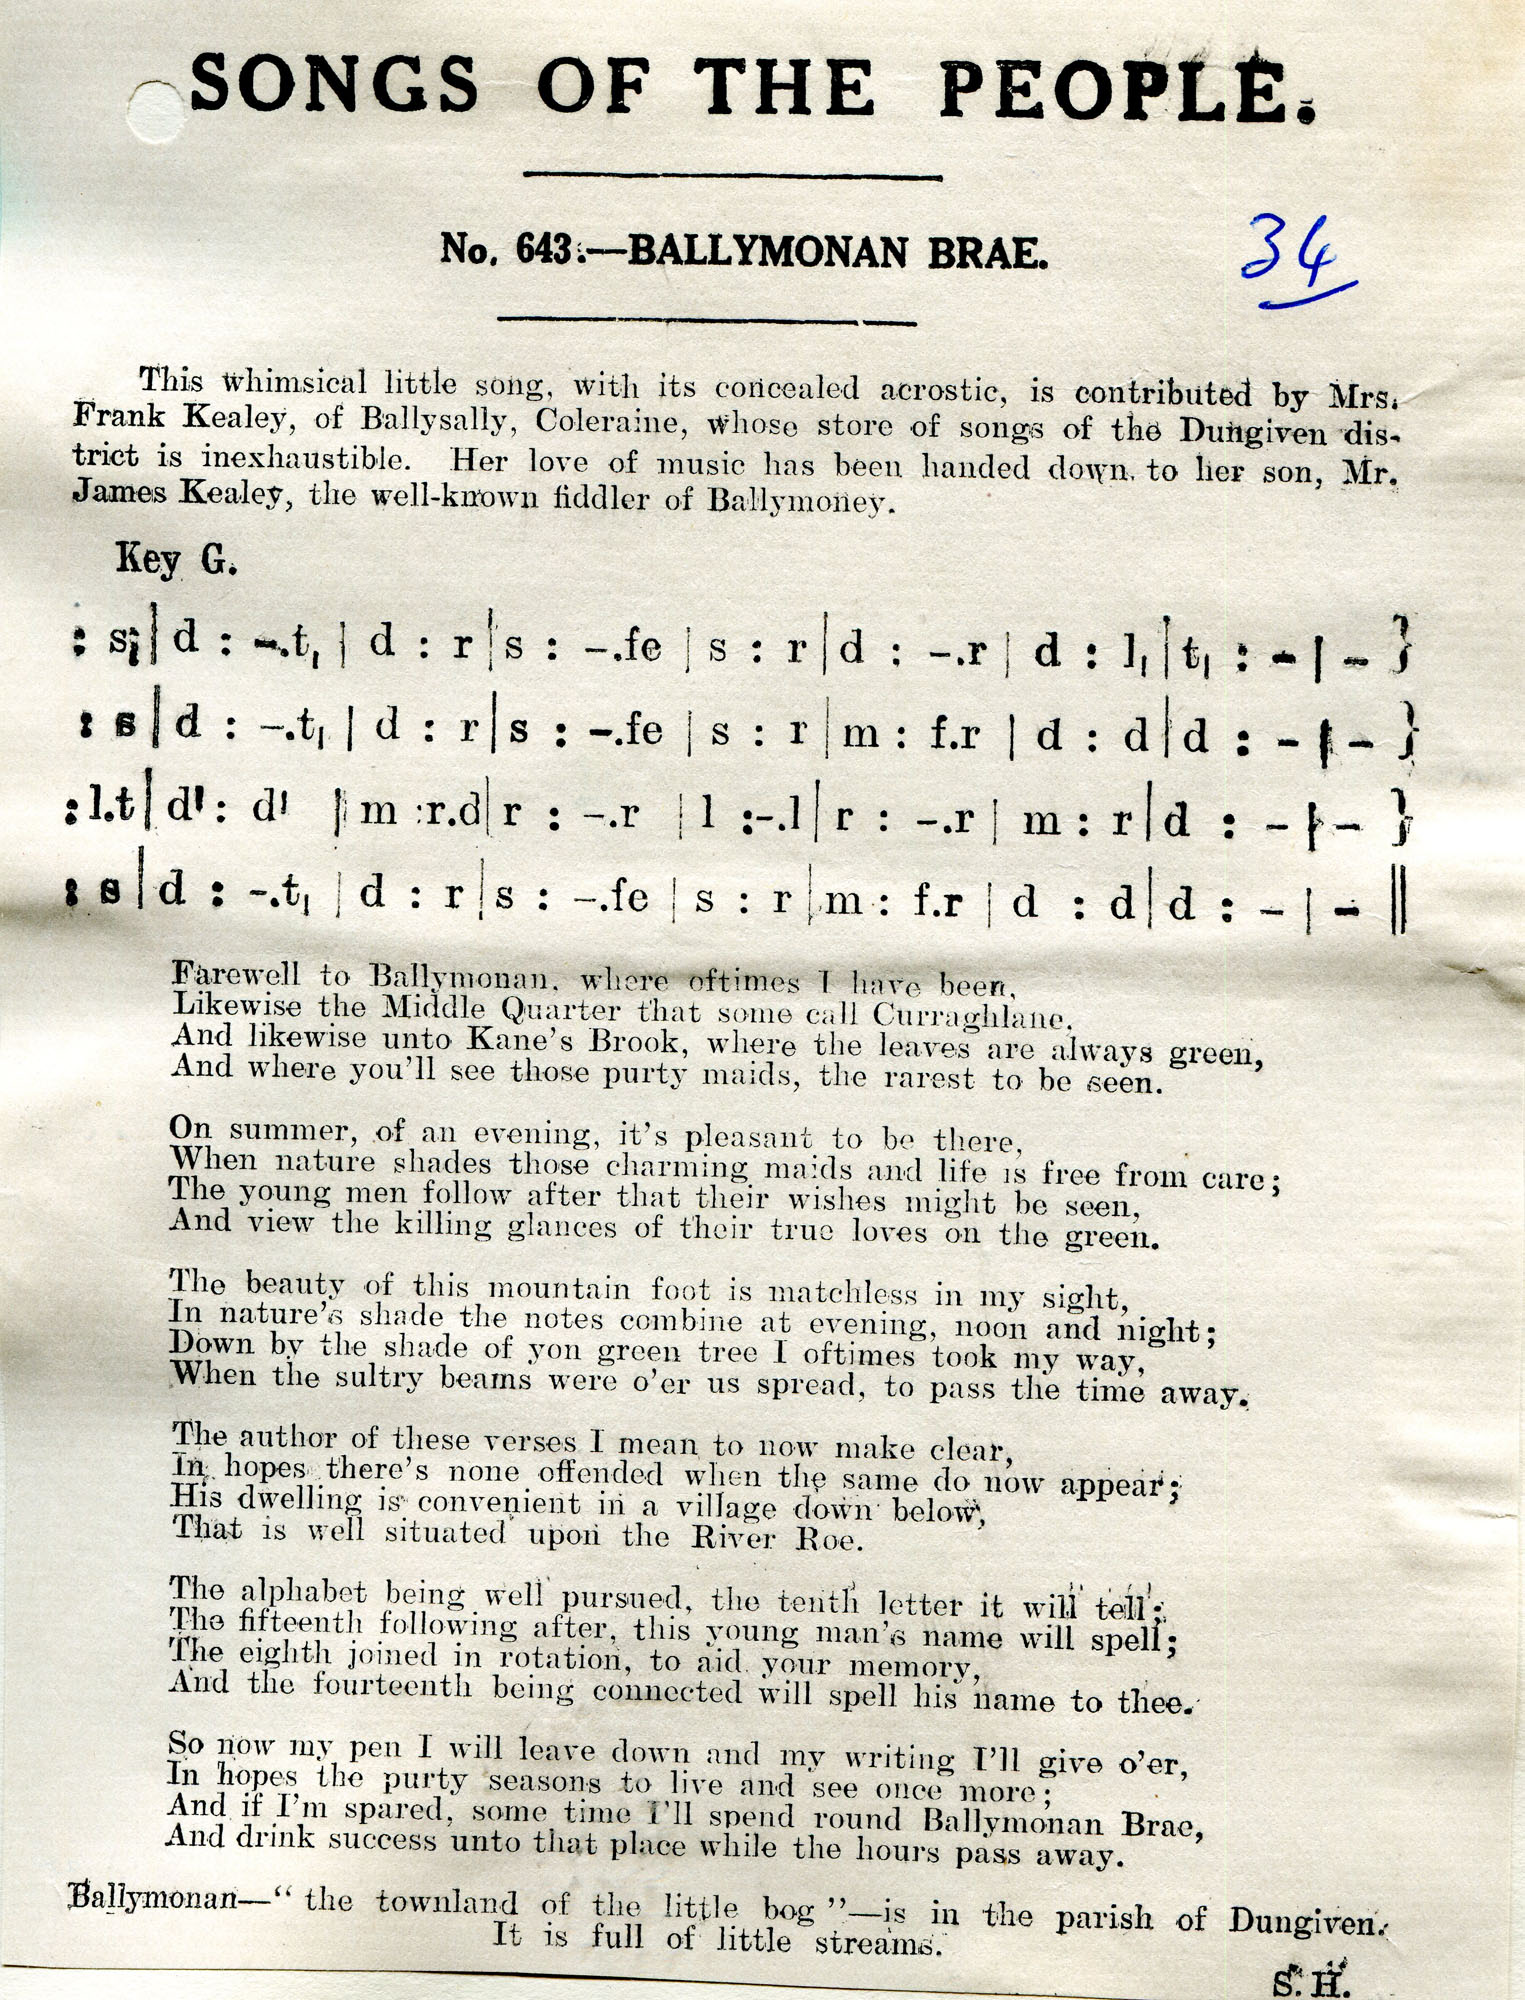 SONGS OF THE PEOPLE.
No. 643.—BALLYMONAN BRAE.
34
This whimsical little song, with its concealed acrostic, is contributed by Mrs.
Frank Kealey, of Ballysally, Coleraine, whose store of songs of the Dungiven dis-
trict is inexhaustible. Her love of music has been handed down to her son, Mr.
James Kealey, the well-known fiddler of Ballymoney.
Key G.
: s₁ | d : -.t₁ | d : r | s : -.fe | s : r | d : -.r | d : l₁ | t₁ : - | - }
: s | d : -.t₁ | d : r | s : -.fe | s : r | m : f.r | d : d | d : - | - }
: l.t | d' : d' | m : r.d | r : -.r | l :-.l | r : -.r | m : r | d : - | - }
: s | d : -.t₁ | d : r | s : -.fe | s : r | m : f.r | d : d | d : - | - ||
Farewell to Ballymonan, where oftimes I have been,
Likewise the Middle Quarter that some call Curraghlane,
And likewise unto Kane's Brook, where the leaves are always green,
And where you'll see those purty maids, the rarest to be seen.
On summer, of an evening, it's pleasant to be there,
When nature shades those charming maids and life is free from care;
The young men follow after that their wishes might be seen,
And view the killing glances of their true loves on the green.
The beauty of this mountain foot is matchless in my sight,
In nature's shade the notes combine at evening, noon and night;
Down by the shade of yon green tree I oftimes took my way,
When the sultry beams were o'er us spread, to pass the time away.
The author of these verses I mean to now make clear,
In hopes there's none offended when the same do now appear;
His dwelling is convenient in a village down below,
That is well situated upon the River Roe.
The alphabet being well pursued, the tenth letter it will tell;
The fifteenth following after, this young man's name will spell;
The eighth joined in rotation, to aid your memory,
And the fourteenth being connected will spell his name to thee.
So now my pen I will leave down and my writing I'll give o'er,
In hopes the purty seasons to live and see once more;
And if I'm spared, some time I'll spend round Ballymonan Brae,
And drink success unto that place while the hours pass away.
Ballymonan—“ the townland of the little bog ”—is in the parish of Dungiven.
It is full of little streams.
S. H.